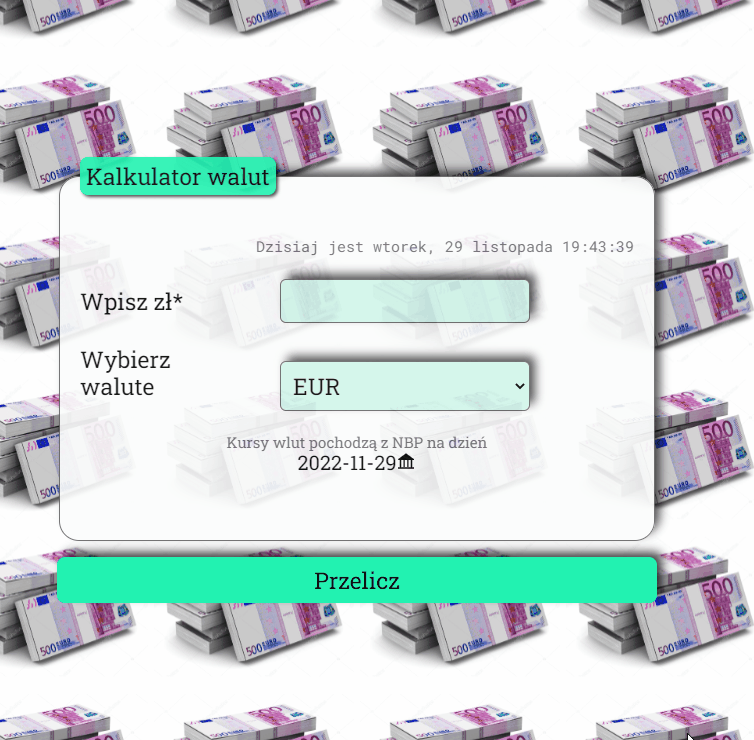 Kalkulator walut
Dzisiaj jest wtorek, 29 listopada 19:43:39
Wpisz zł*
Wybierz
walute
EUR
Kursy wlut pochodzą z NBP na dzień
2022-11-29
Przelicz